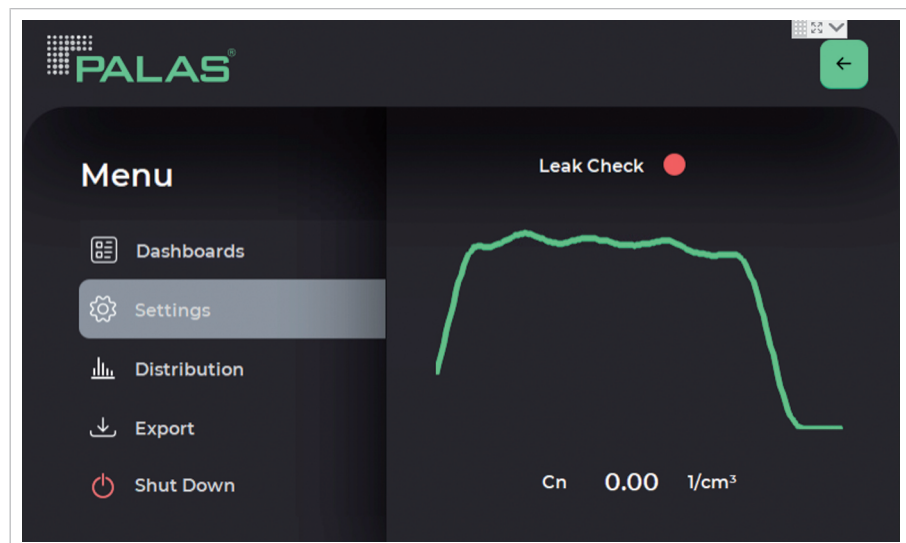 PALAS®
Menu
Dashboards
Settings
Distribution
Export
Shut Down
Leak Check
Cn 0.00 1/cm³